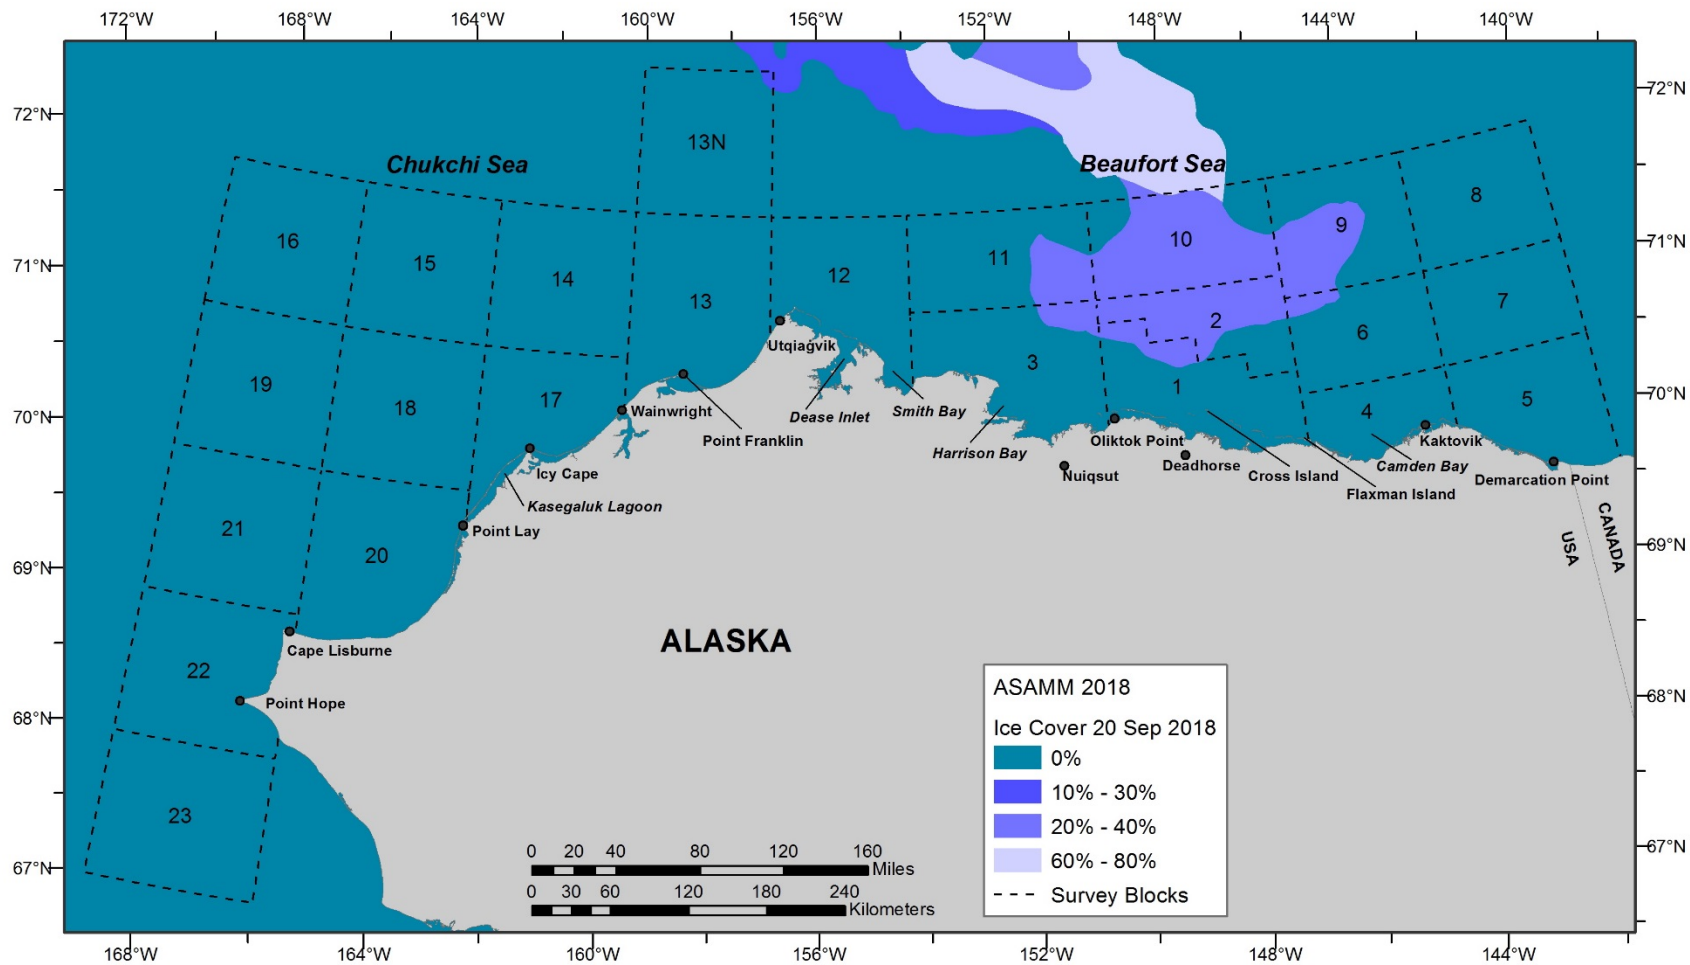 172°W 168°W 164°W 160°W 156°W 152°W 148°W 144°W 140°W
72°N 72°N
13N
Chukchi Sea Beaufort Sea
8
9
16 15 14 13 12 11 10 71°N
71°N
7
2
6
Utqiaġvik
3
19 18 17 1 4 5 70°N
70°N
Wainwright Dease Inlet Smith Bay
Point Franklin Harrison Bay Oliktok Point Kaktovik
Icy Cape Nuiqsut Deadhorse Cross Island Camden Bay
Kasegaluk Lagoon Flaxman Island Demarcation Point
Point Lay
21 20 USA CANADA
69°N 69°N
Cape Lisburne ALASKA
22
Point Hope
68°N 68°N
ASAMM 2018
Ice Cover 20 Sep 2018
0%
10% - 30%
20% - 40%
60% - 80%
Survey Blocks
23
67°N 67°N
0 20 40 80 120 160
Miles
0 30 60 120 180 240
Kilometers
168°W 164°W 160°W 156°W 152°W 148°W 144°W